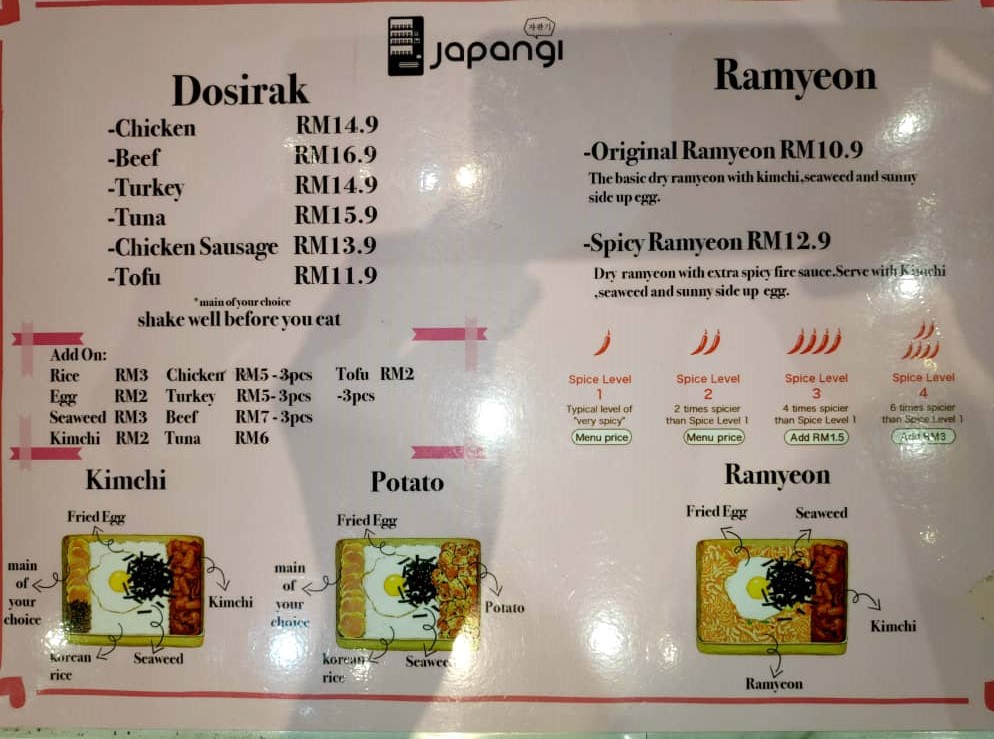 자판기
Japangi
Dosirak
-Chicken RM14.9
-Beef RM16.9
-Turkey RM14.9
-Tuna RM15.9
-Chicken Sausage RM13.9
-Tofu RM11.9
*main of your choice
shake well before you eat
Add On:
Rice RM3 Chicken RM5-3pcs Tofu RM2
Egg RM2 Turkey RM5-3pcs -3pcs
Seaweed RM3 Beef RM7-3pcs
Kimchi RM2 Tuna RM6
Ramyeon
-Original Ramyeon RM10.9
The basic dry ramyeon with kimchi,seaweed and sunny
side up egg.
-Spicy Ramyeon RM12.9
Dry ramyeon with extra spicy fire sauce.Serve with Kimchi
,seaweed and sunny side up egg.
Spice Level
1
Typical level of
"very spicy"
Menu price
Spice Level
2
2 times spicier
than Spice Level 1
Menu price
Spice Level
3
4 times spicier
than Spice Level 1
Add RM1.5
Spice Level
4
6 times spicier
than Spice Level 1
Add RM3
Kimchi
Fried Egg
main
of
your
choice
Kimchi
korean
rice
Seaweed
Potato
Fried Egg
main
of
your
choice
Potato
korean
rice
Seaweed
Ramyeon
Fried Egg
Seaweed
Kimchi
Ramyeon